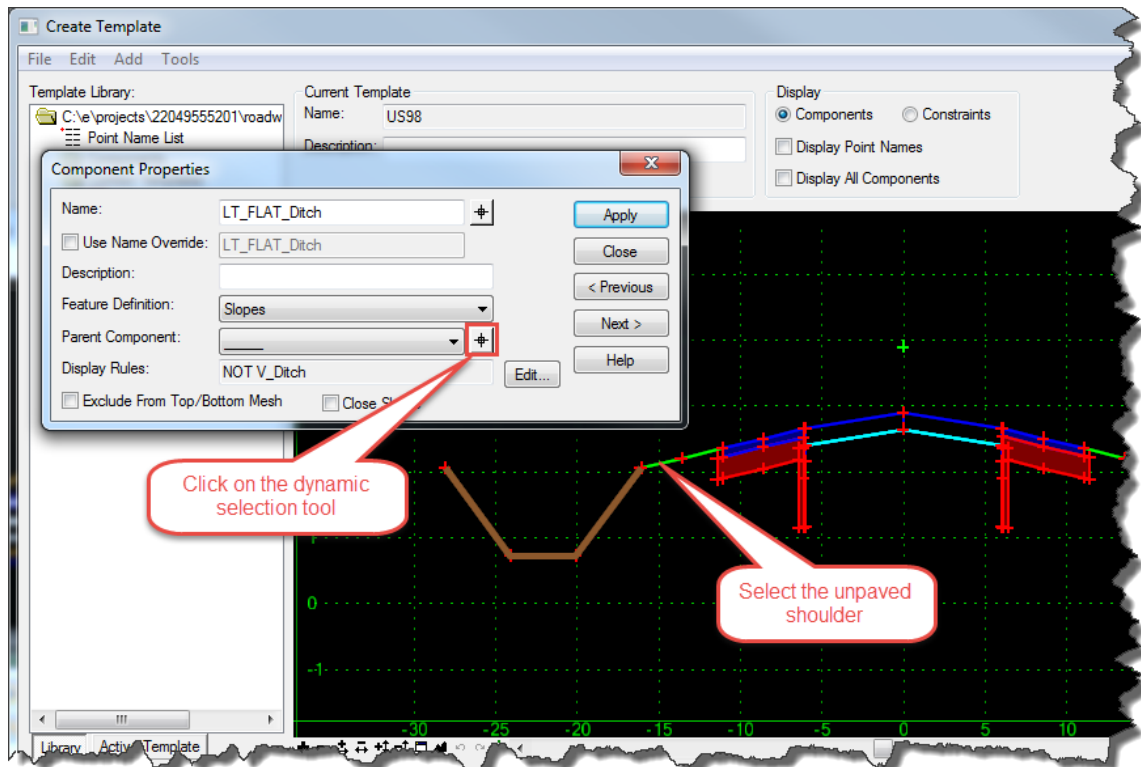 Create Template
File Edit Add Tools
Template Library:
C:\e\projects\22049555201\roadw
Point Name List
Current Template
Name: US98
Description:
Display
Components Constraints
Display Point Names
Display All Components
Component Properties
Name: LT_FLAT_Ditch
Use Name Override: LT_FLAT_Ditch
Description:
Feature Definition: Slopes
Parent Component: _____
Display Rules: NOT V_Ditch
Edit...
Exclude From Top/Bottom Mesh Close
Apply
Close
< Previous
Next >
Help
Click on the dynamic
selection tool
Select the unpaved
shoulder
0
-1
-30 -25 -20 -15 -10 -5 0 5 10
Library Active Template